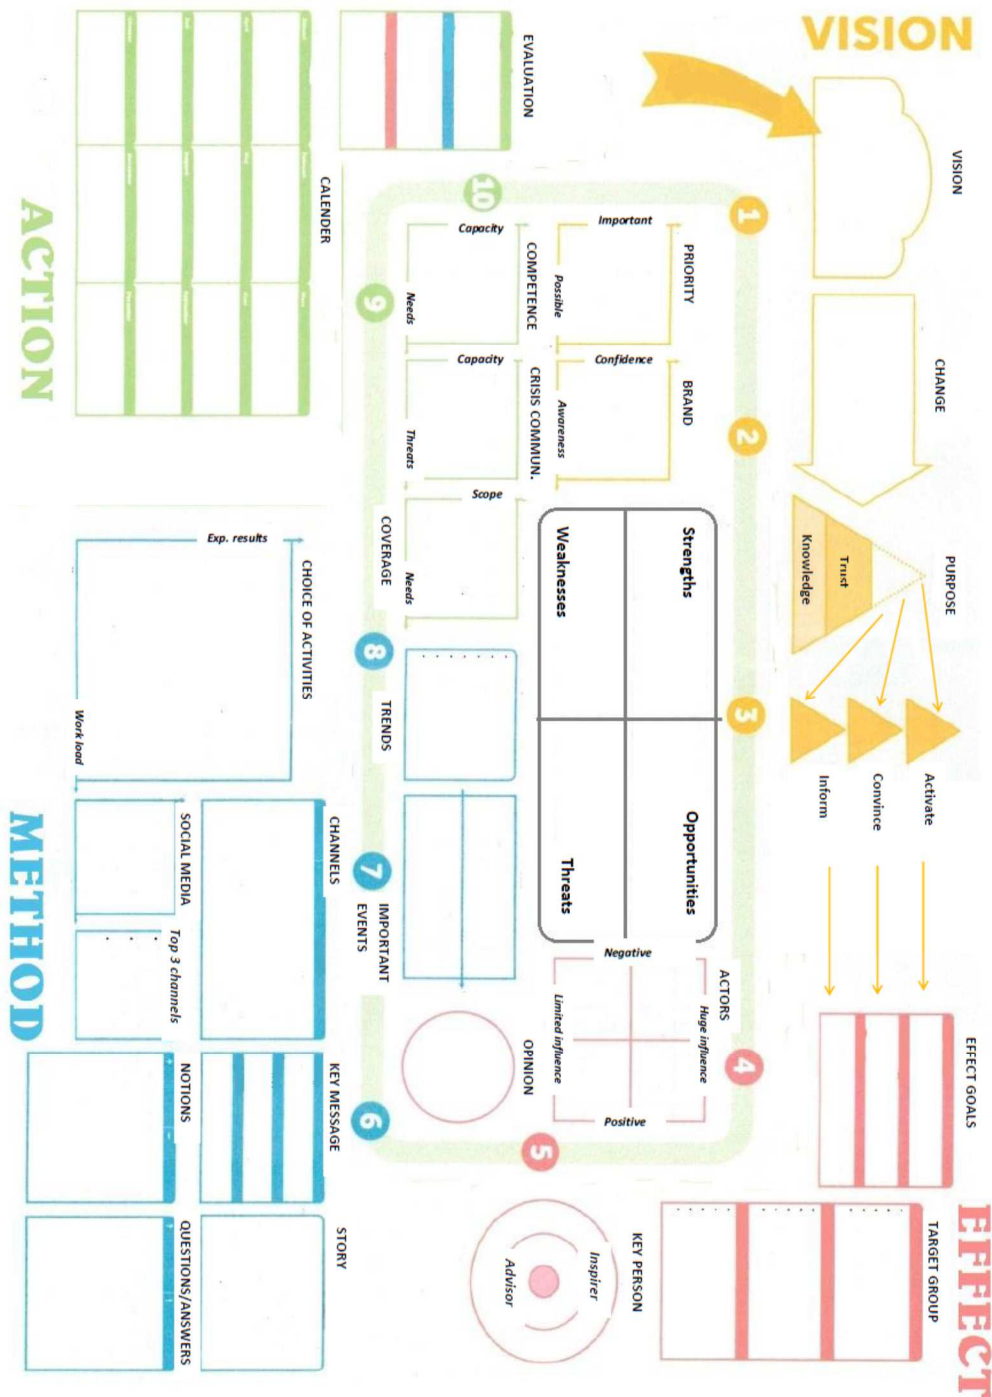 VISION
VISION
CHANGE
PURPOSE
Trust
Knowledge
Activate
Convince
Inform
EFFECT GOALS
EFFECT
TARGET GROUP
1
2
3
4
5
6
7
8
9
10
PRIORITY
Important
Possible
BRAND
Confidence
Awareness
Strengths
Opportunities
Weaknesses
Threats
ACTORS
Negative
Huge influence
Limited influence
Positive
KEY PERSON
Inspirer
Advisor
EVALUATION
COMPETENCE
Capacity
Needs
CRISIS COMMUN.
Capacity
Threats
COVERAGE
Scope
Needs
TRENDS
IMPORTANT
EVENTS
OPINION
CALENDER
August
September
November
December
ACTION
CHOICE OF ACTIVITIES
Exp. results
Work load
CHANNELS
SOCIAL MEDIA
Top 3 channels
KEY MESSAGE
NOTIONS
+ -
STORY
QUESTIONS/ANSWERS
? !
METHOD